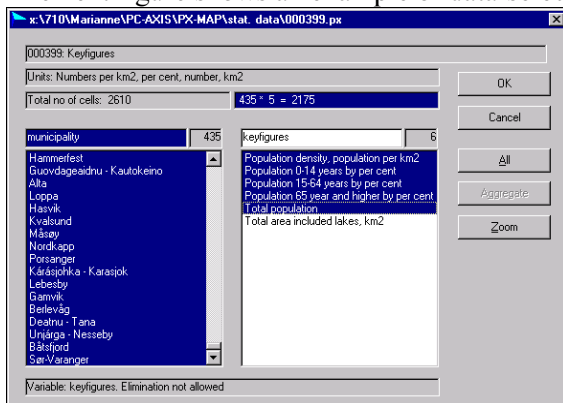 x:\710\Marianne\PC-AXIS\PX-MAP\stat. data\000399.px
000399: Keyfigures
Units: Numbers per km2, per cent, number, km2
Total no of cells: 2610
435 * 5 = 2175
OK
Cancel
municipality 435
keyfigures 6
All
Aggregate
Zoom
Hammerfest
Guovdageaidnu - Kautokeino
Alta
Loppa
Hasvik
Kvalsund
Måsøy
Nordkapp
Porsanger
Kárásjohka - Karasjok
Lebesby
Gamvik
Berlevåg
Deatnu - Tana
Unjárga - Nesseby
Båtsfjord
Sør-Varanger
Population density, population per km2
Population 0-14 years by per cent
Population 15-64 years by per cent
Population 65 year and higher by per cent
Total population
Total area included lakes, km2
Variable: keyfigures. Elimination not allowed